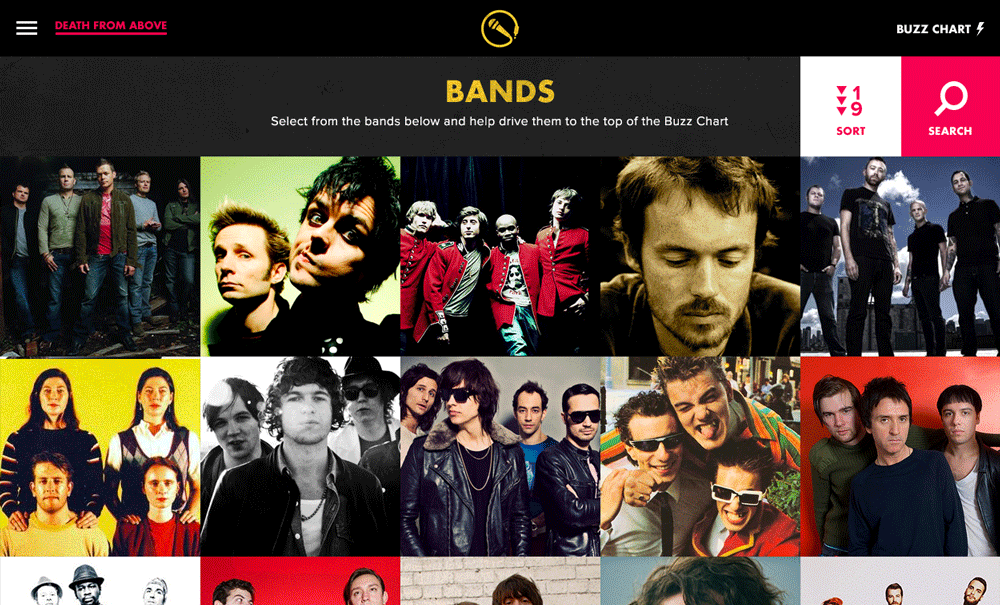 DEATH FROM ABOVE
BUZZ CHART
BANDS
Select from the bands below and help drive them to the top of the Buzz Chart
1
9
SORT
SEARCH